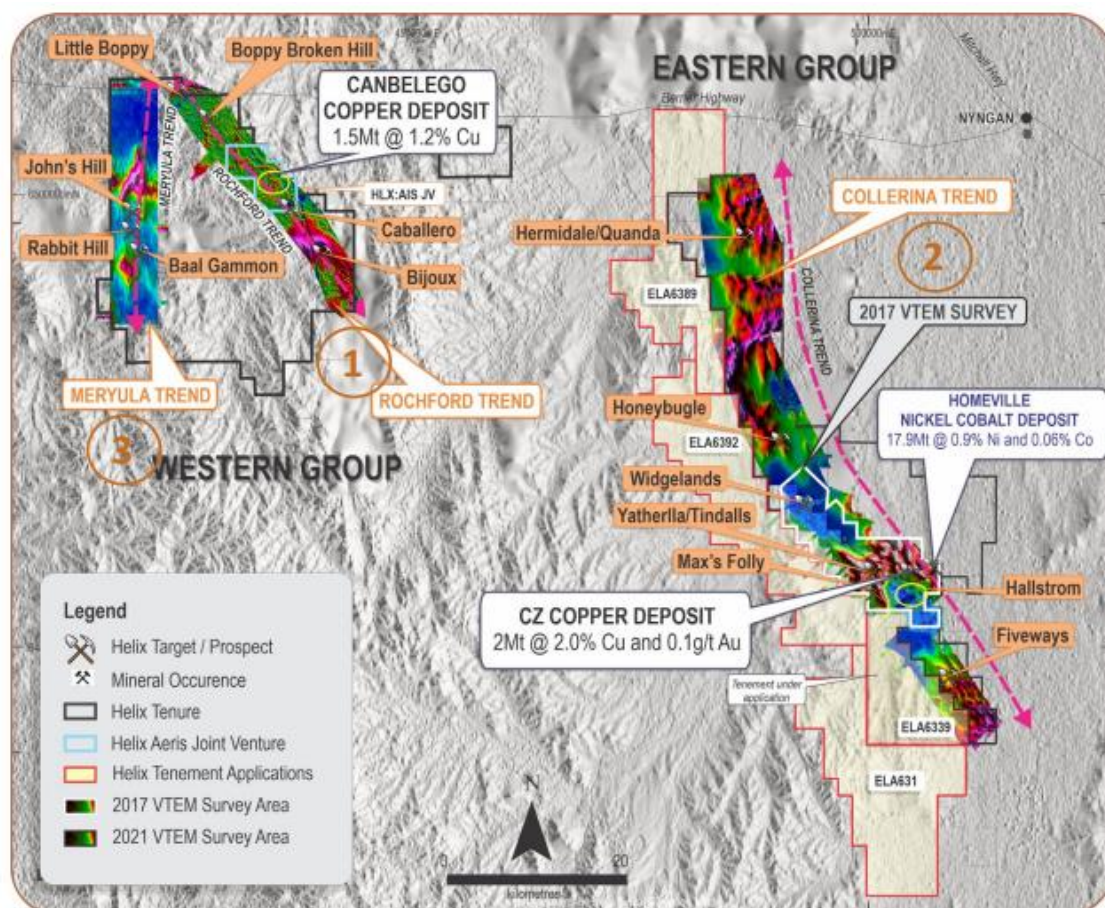 Little Boppy
Boppy Broken Hill
CANBELEGO
COPPER DEPOSIT
1.5Mt @ 1.2% Cu
MERYULA TREND
John's Hill
ROCHFORD TREND
HLX:AIS JV
Caballero
Rabbit Hill
Baal Gammon
Bijoux
1
MERYULA TREND
ROCHFORD TREND
3
WESTERN GROUP
EASTERN GROUP
Barrier Highway
Mitchell Hwy
NYNGAN
COLLERINA TREND
Hermidale/Quanda
2
ELA6389
COLLERINA TREND
2017 VTEM SURVEY
HOMEVILLE
NICKEL COBALT DEPOSIT
17.9Mt @ 0.9% Ni and 0.06% Co
Honeybugle
ELA6392
Widgelands
Yatherlla/Tindalls
Max's Folly
Hallstrom
CZ COPPER DEPOSIT
2Mt @ 2.0% Cu and 0.1g/t Au
Fiveways
Tenement under
application
ELA6339
ELA631
Legend
Helix Target / Prospect
Mineral Occurence
Helix Tenure
Helix Aeris Joint Venture
Helix Tenement Applications
2017 VTEM Survey Area
2021 VTEM Survey Area
N
0
20
kilometres